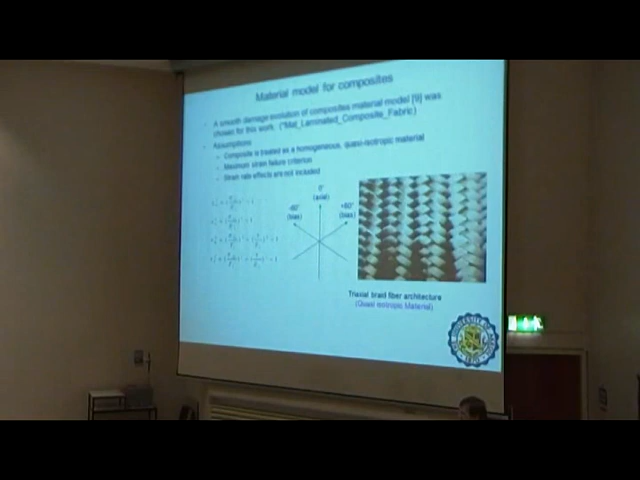 Material model for composites
A smooth damage evolution of composites material model [9] was
chosen for this work. (*Mat_Laminated_Composite_Fabric)
Assumptions
Composite is treated as a homogeneous, quasi-isotropic material
Maximum strain failure criterion
Strain rate effects are not included
0°
(axial)
-60°
(bias)
+60°
(bias)
Triaxial braid fiber architecture
(Quasi isotropic Material)